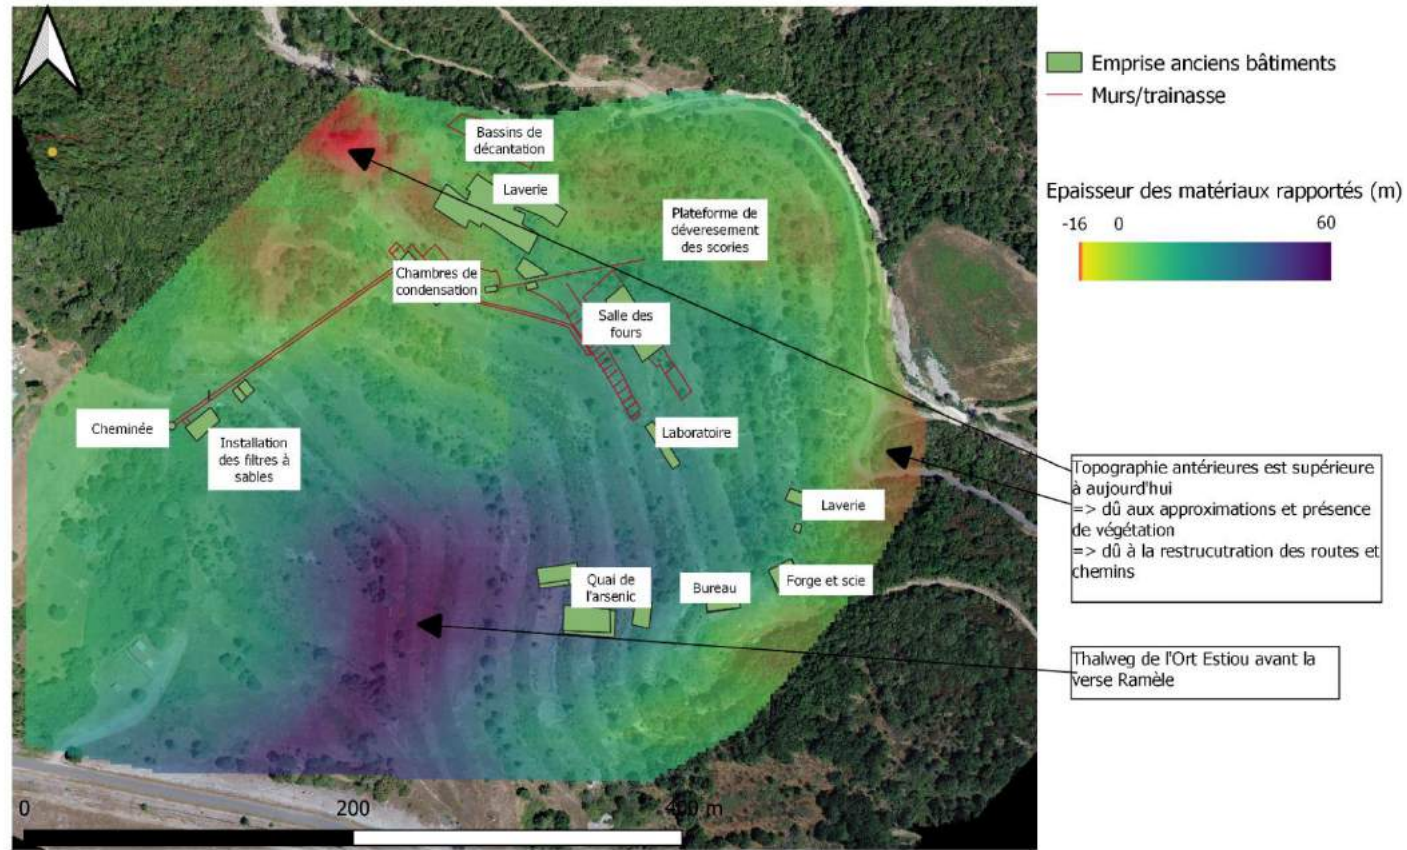 Emprise anciens bâtiments
Murs/trainasse
Epaisseur des matériaux rapportés (m)
-16 0 60
Bassins de
décantation
Laverie
Plateforme de
déveresement
des scories
Chambres de
condensation
Salle des
fours
Cheminée
Installation
des filtres à
sables
Laboratoire
Laverie
Quai de
l'arsenic
Bureau
Forge et scie
Topographie antérieures est supérieure
à aujourd'hui
=> dû aux approximations et présence
de végétation
=> dû à la restrucutration des routes et
chemins
Thalweg de l'Ort Estiou avant la
verse Ramèle
0 200 400 m